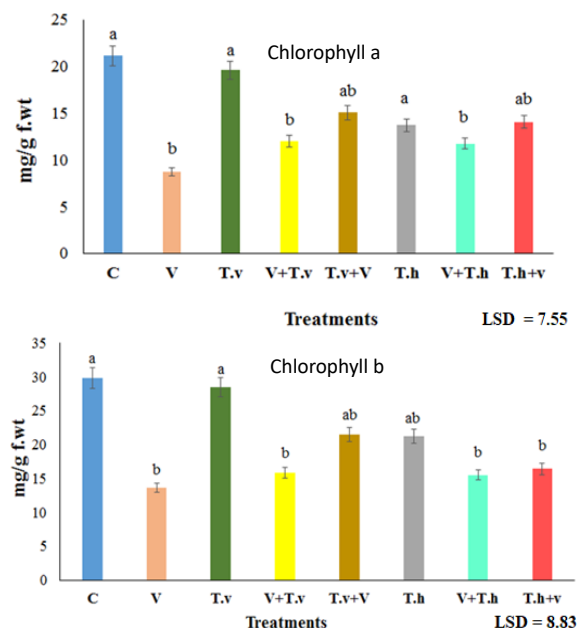 25
a
a
Chlorophyll a
20
ab
a
ab
15
b
b
b
10
5
0
mg/g f.wt
C V T.v V+T.v T.v+V T.h V+T.h T.h+v
Treatments LSD = 7.55
35
a
a
Chlorophyll b
30
25
ab ab
20
b
b b
b
15
10
5
0
mg/g f.wt
C V T.v V+T.v T.v+V T.h V+T.h T.h+v
Treatments LSD = 8.83